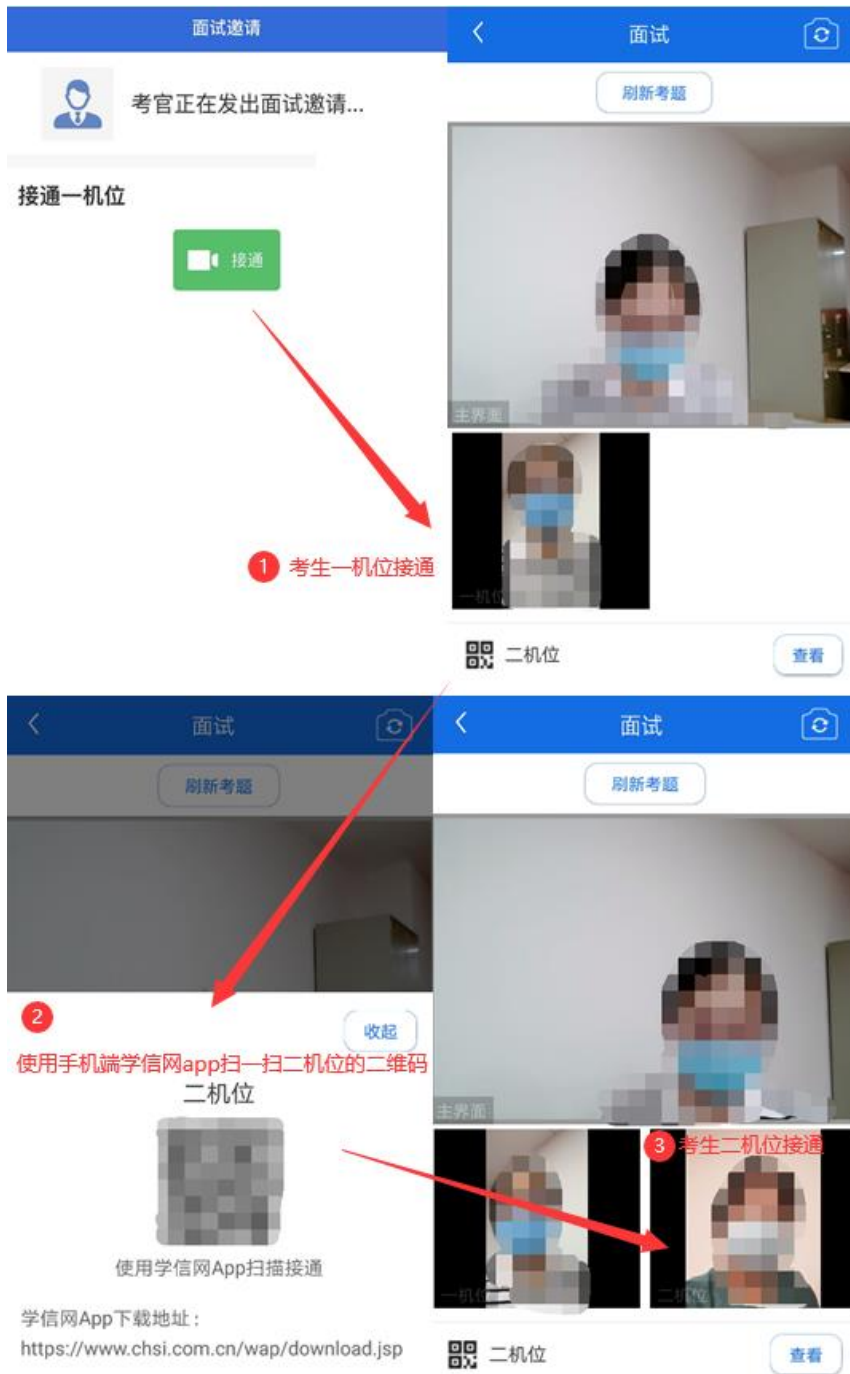 面试邀请
考官正在发出面试邀请...
接通一机位
接通
1 考生一机位接通
面试
刷新考题
主界面
一机位
二机位
查看
面试
刷新考题
2
收起
使用手机端学信网app扫一扫二机位的二维码
二机位
使用学信网App扫描接通
学信网App下载地址：
https://www.chsi.com.cn/wap/download.jsp
面试
刷新考题
主界面
3 考生二机位接通
一机位
二机位
二机位
查看